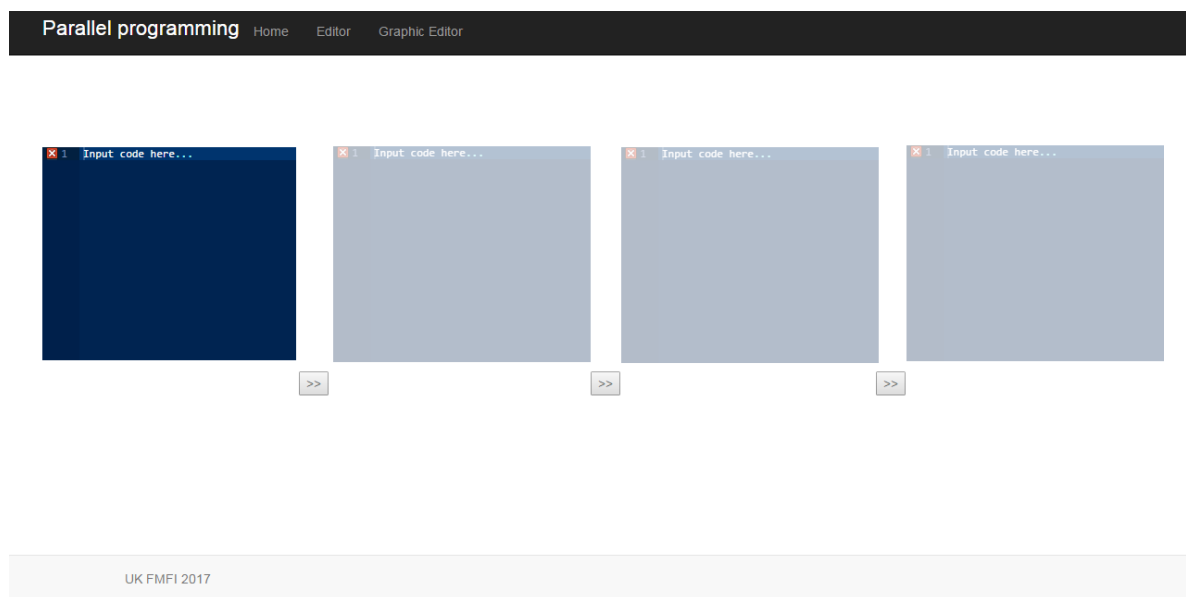 Parallel programming Home Editor Graphic Editor
1 Input code here... 1 Input code here... 1 Input code here... 1 Input code here...
>> >> >>
UK FMFI 2017